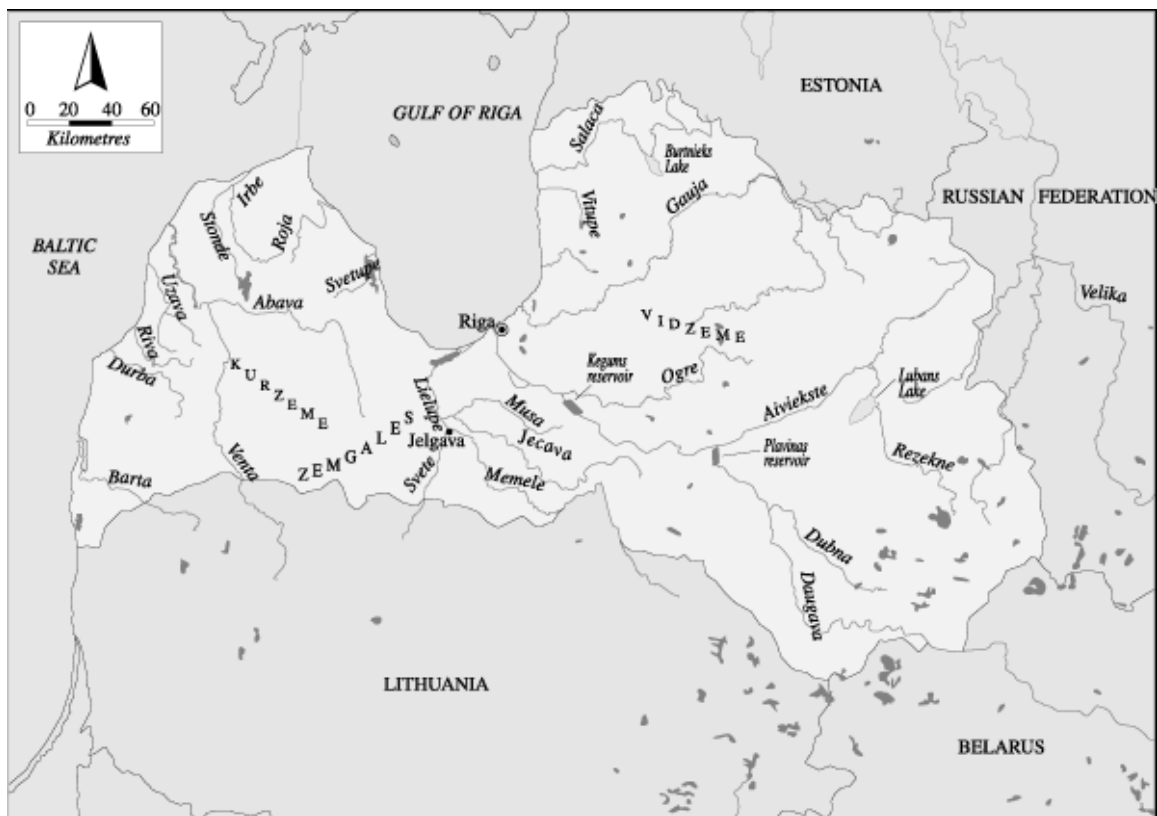 0 20 40 60
Kilometres
ESTONIA
GULF OF RIGA
Salaca
Burtnieks
Lake
RUSSIAN FEDERATION
Irbe
Gauja
Vitupe
Stonde
Roja
BALTIC
SEA
Svetupe
Uzava
Abava
Velika
Riga
VIDZEME
Riva
Durba
KURZEME
Kegums
reservoir
Ogre
Lubans
Lake
Lielupe
Musa
Aiviekste
Jelgava
Jecava
ZEMGALES
Plavinas
reservoir
Rezekne
Barta
Venta
Svete
Memele
Dubna
Daugava
LITHUANIA
BELARUS